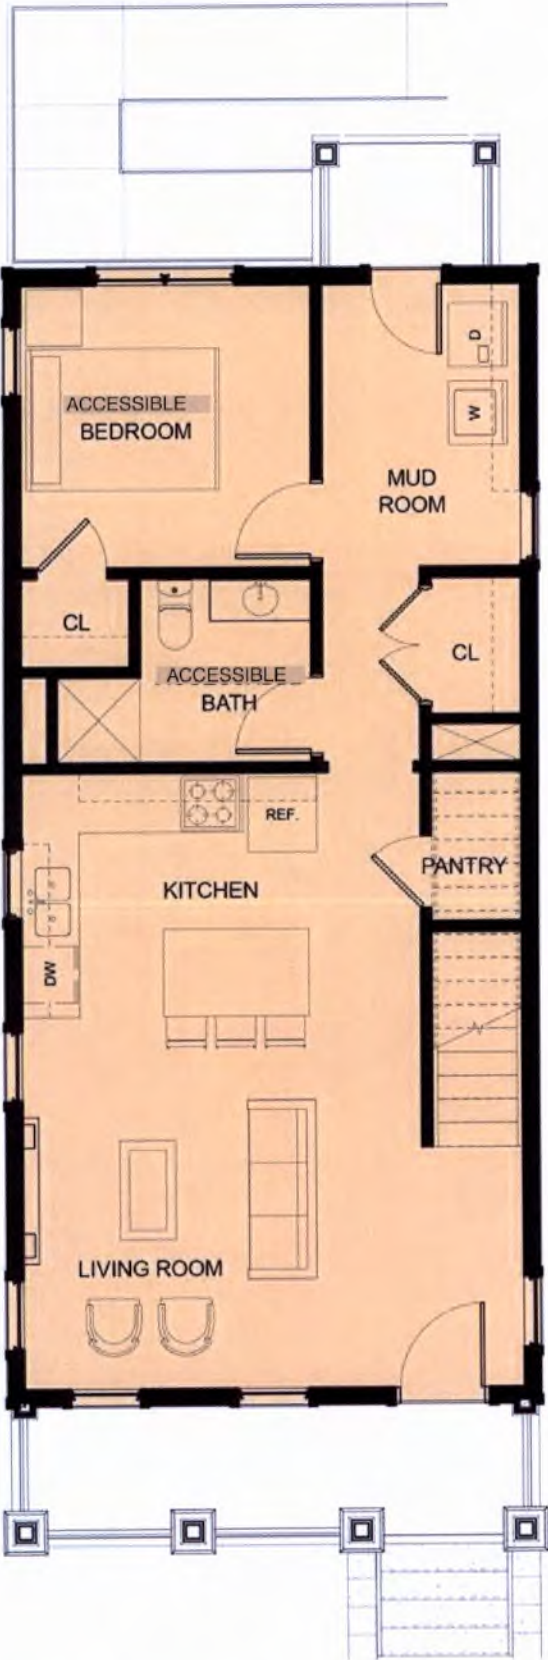 D
W
ACCESSIBLE
BEDROOM
MUD
ROOM
CL
CL
ACCESSIBLE
BATH
REF.
PANTRY
KITCHEN
DW
LIVING ROOM